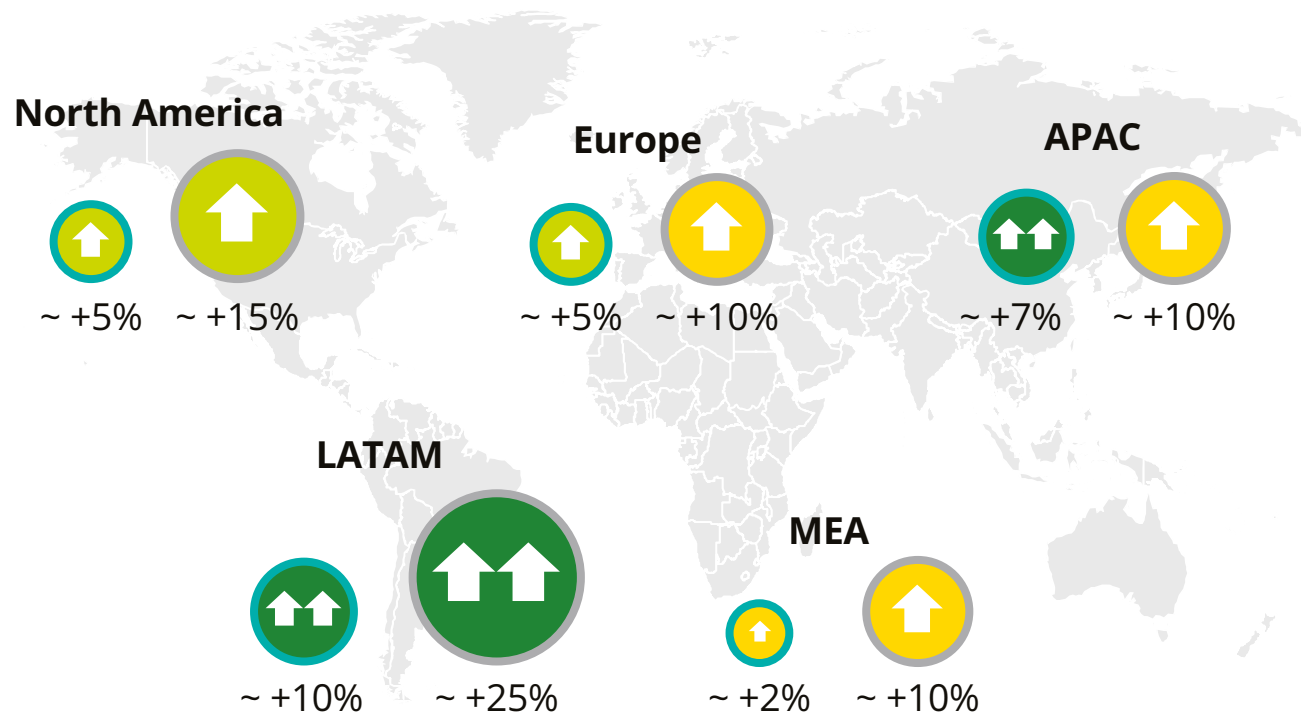 North America
~ +5%
~ +15%
Europe
~ +5%
~ +10%
APAC
~ +7%
~ +10%
LATAM
~ +10%
~ +25%
MEA
~ +2%
~ +10%